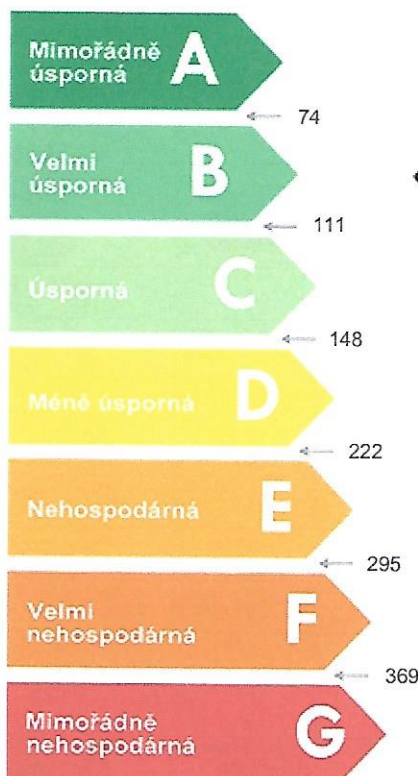 Mimořádně
úsporná
A
74
Velmi
úsporná
B
111
Úsporná
C
148
Méně úsporná
D
222
Nehospodárná
E
295
Velmi
nehospodárná
F
369
Mimořádně
nehospodárná
G